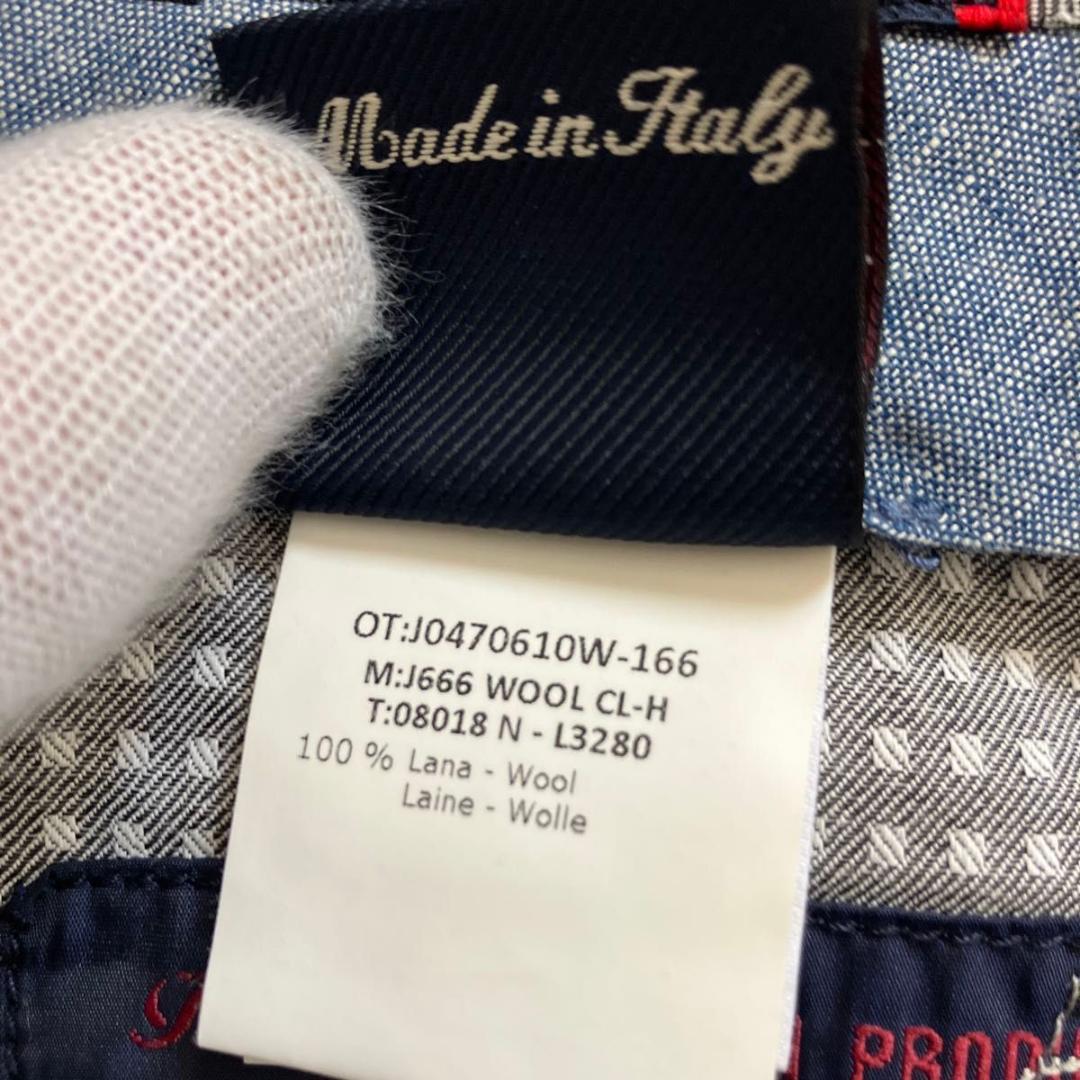 Made in Italy
OT:J0470610W-166
M:J666 WOOL CL-H
T:08018 N - L3280
100 % Lana - Wool
Laine - Wolle